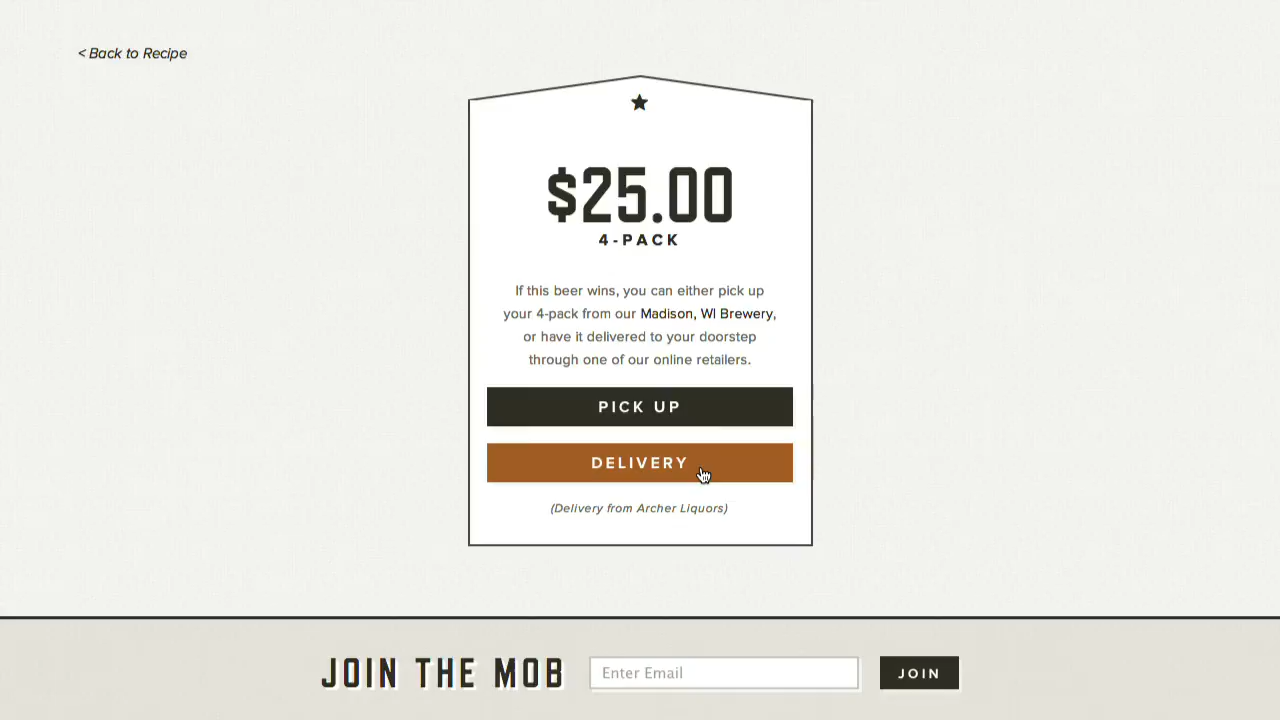 < Back to Recipe
$25.00
4-PACK
If this beer wins, you can either pick up
your 4-pack from our Madison, WI Brewery,
or have it delivered to your doorstep
through one of our online retailers.
PICK UP
DELIVERY
(Delivery from Archer Liquors)
JOIN THE MOB
Enter Email
JOIN